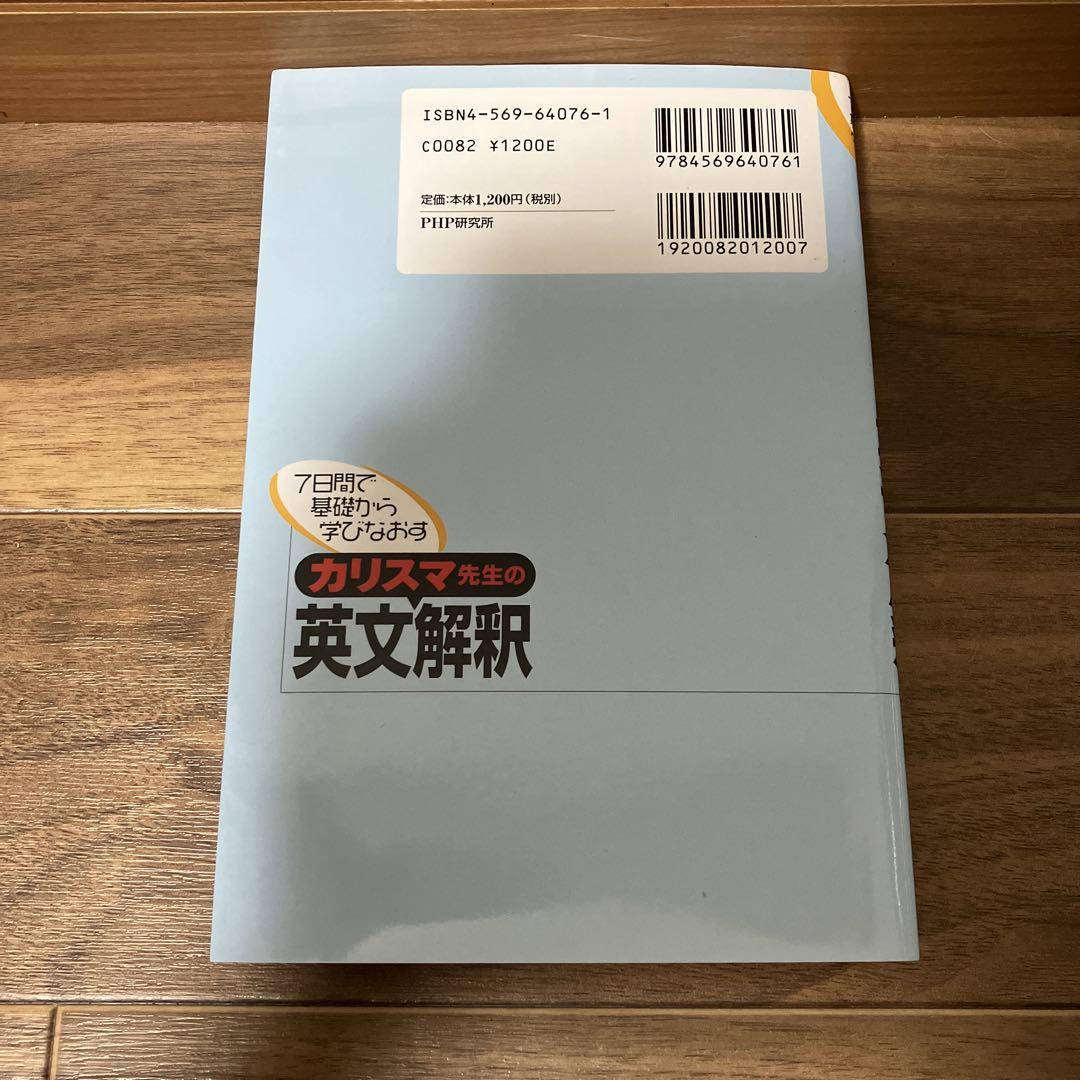 ISBN4-569-64076-1
C0082 ¥1200E
定価:本体1,200円(税別)
PHP研究所
9784569640761
1920082012007
7日間で
基礎から
学びなおす
カリスマ先生の
英文解釈